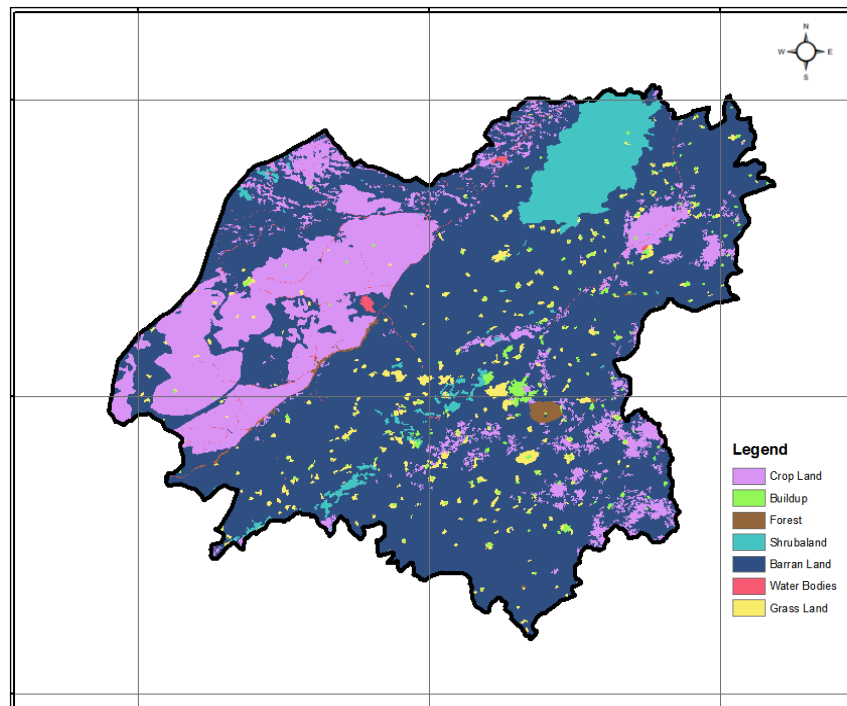 N
W E
S
Legend
Crop Land
Buildup
Forest
Shrubaland
Barran Land
Water Bodies
Grass Land